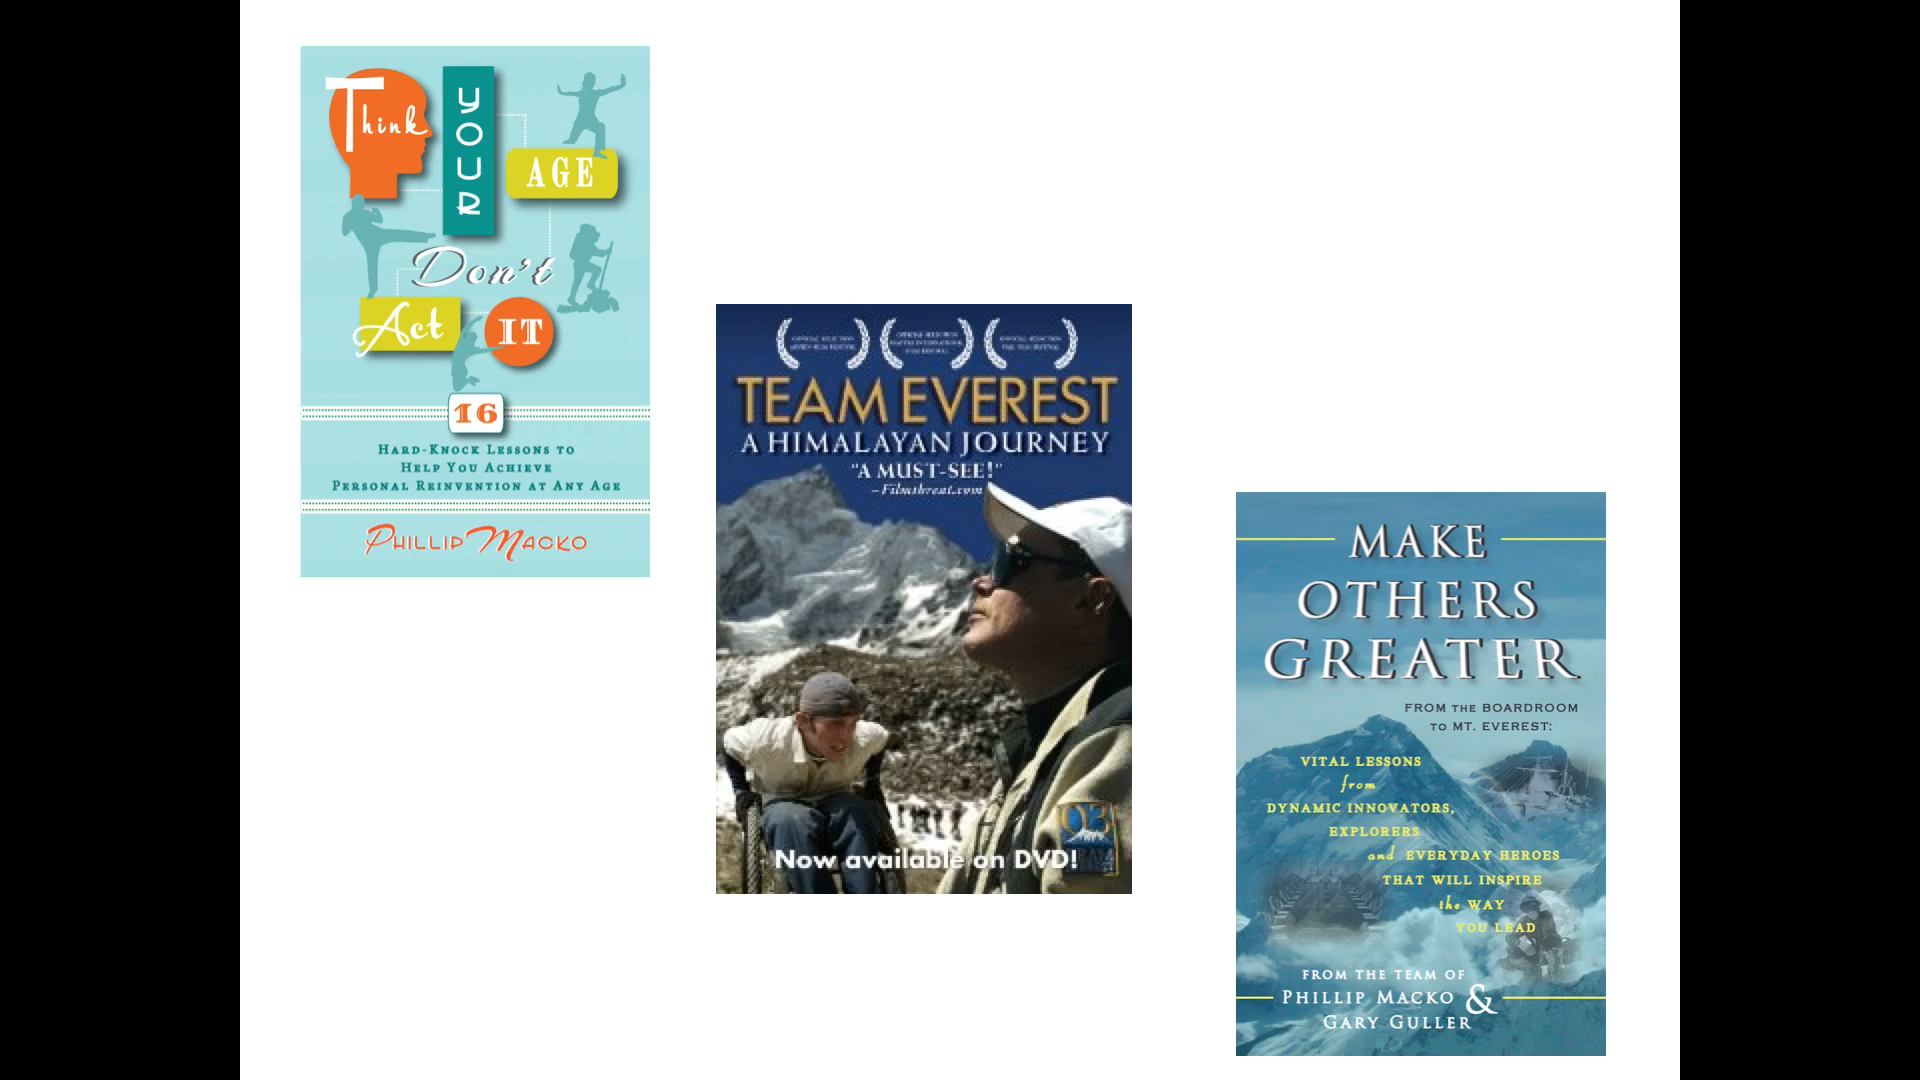 Think
YOUR
AGE
Don't
Act
IT
16
HARD-KNOCK LESSONS TO
HELP YOU ACHIEVE
PERSONAL REINVENTION AT ANY AGE
PHILLIP MACKO
TEAM EVEREST
A HIMALAYAN JOURNEY
"A MUST-SEE!"
–Filmthreat.com
03
Now available on DVD!
MAKE
OTHERS
GREATER
FROM THE BOARDROOM
TO MT. EVEREST:
VITAL LESSONS
from
DYNAMIC INNOVATORS,
EXPLORERS
and EVERYDAY HEROES
THAT WILL INSPIRE
the WAY
YOU LEAD
FROM THE TEAM OF
PHILLIP MACKO &
GARY GULLER